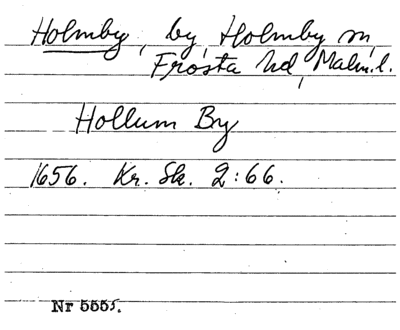 Holmby, by, Holmby sn,
Frosta hd, Malm.l.
Hollum By
1656. Kr. Sk. 2:66.
Nr 5555.